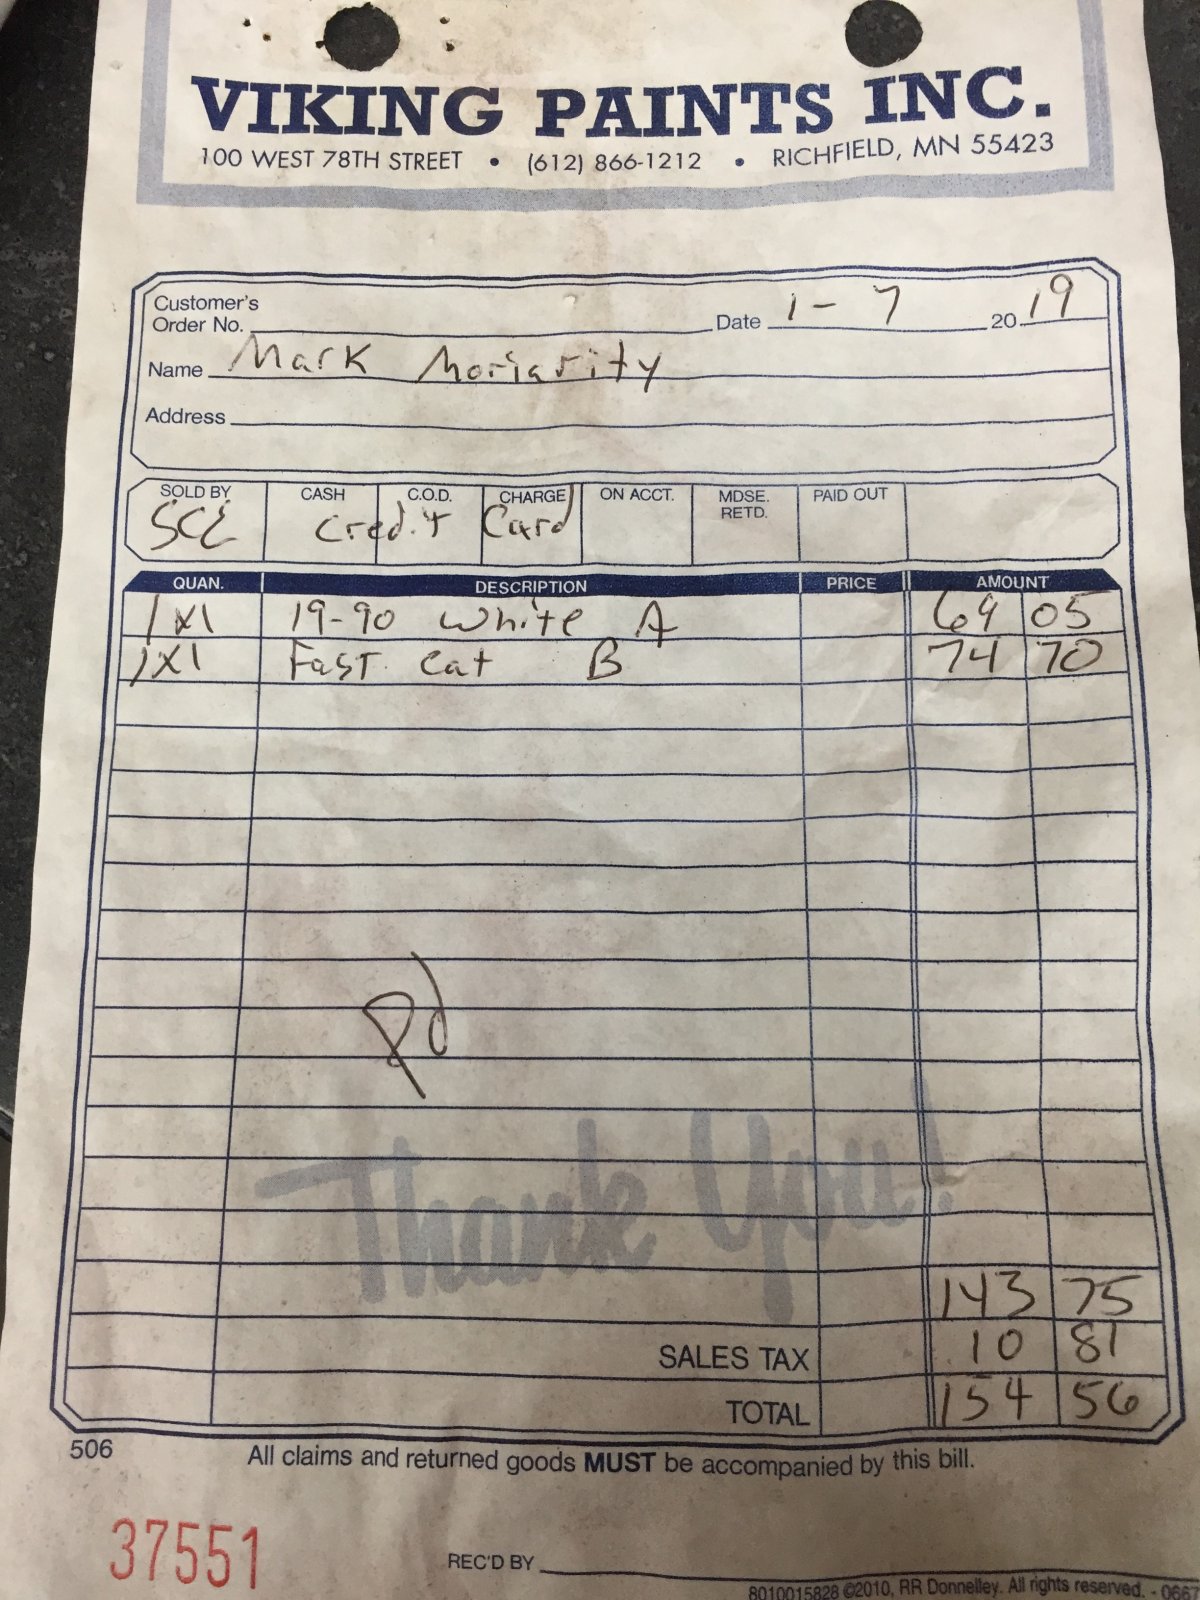 VIKING PAINTS INC.
100 WEST 78TH STREET • (612) 866-1212 • RICHFIELD, MN 55423
Customer's
Order No. Date 1-7 2019
Name Mark Moriarity
Address
SOLD BY CASH C.O.D. CHARGE ON ACCT. MDSE. RETD. PAID OUT
SCE Credit Card
QUAN. DESCRIPTION PRICE AMOUNT
1x1 19-90 White A 69 05
1x1 Fast Cat B 74 70
Pd
Thank You!
143 75
SALES TAX 10 81
TOTAL 154 56
506 All claims and returned goods MUST be accompanied by this bill.
37551
REC'D BY
8010015828 ©2010, RR Donnelley. All rights reserved. - 0667